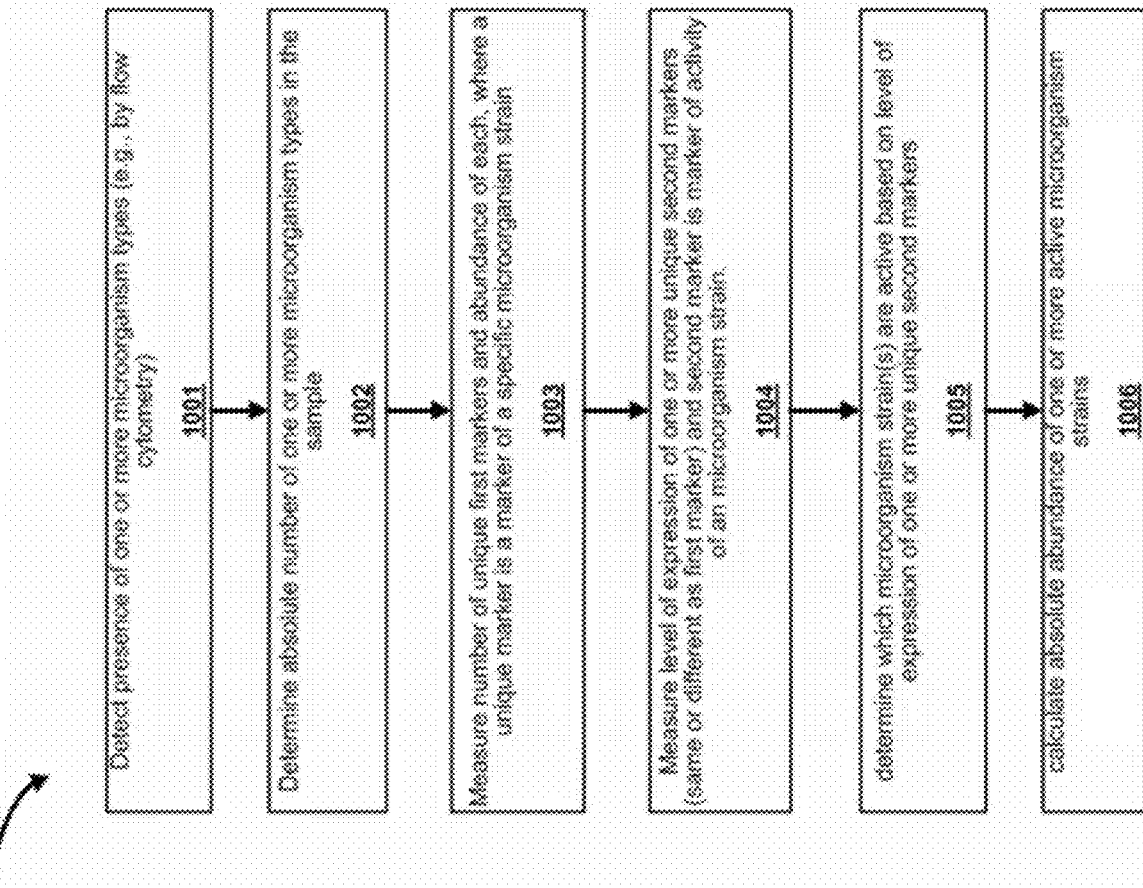 Detect presence of one or more microorganism types (e.g., by flow
cytometry)
1001
Determine absolute number of one or more microorganism types in the
sample
1002
Measure number of unique first markers and abundance of each, where a
unique marker is a marker of a specific microorganism strain
1003
Measure level of expression of one or more unique second markers
(same or different as first marker) and second marker is marker of activity
of an microorganism strain.
1004
determine which microorganism strain(s) are active based on level of
expression of one or more unique second markers
1005
calculate absolute abundance of one or more active microorganism
strains
1006